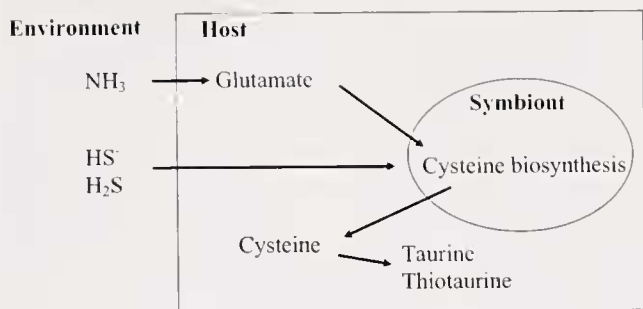 Environment
Host
NH₃
Glutamate
Symbiont
HS⁻
H₂S
Cysteine biosynthesis
Cysteine
Taurine
Thiotaurine